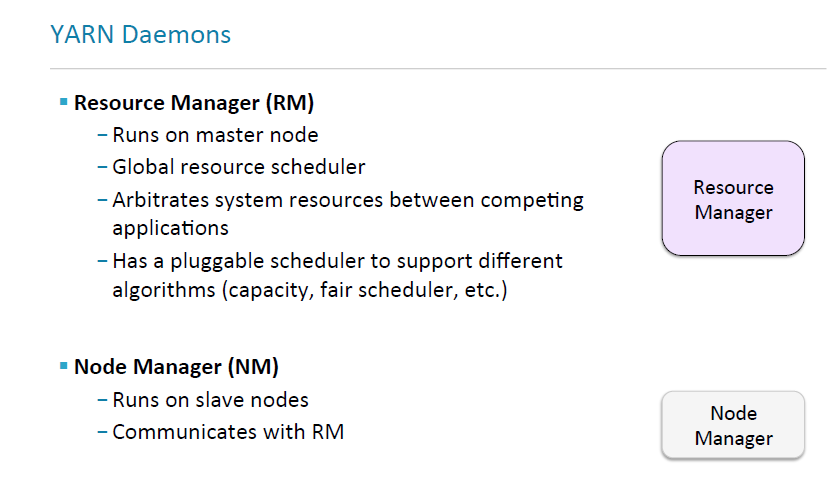 YARN Daemons
▪ Resource Manager (RM)
– Runs on master node
– Global resource scheduler
– Arbitrates system resources between competing
applications
– Has a pluggable scheduler to support different
algorithms (capacity, fair scheduler, etc.)
Resource
Manager
▪ Node Manager (NM)
– Runs on slave nodes
– Communicates with RM
Node
Manager